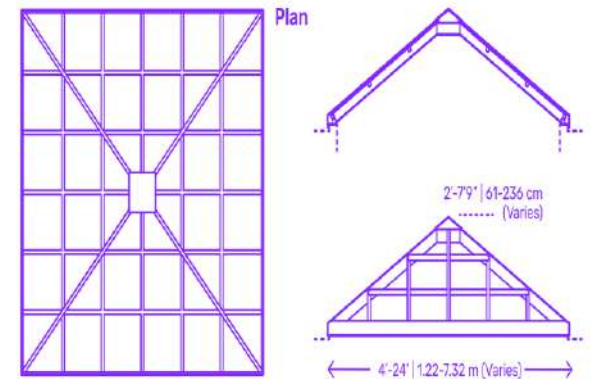 Plan
2'-7'9" | 61-236 cm
(Varies)
4'-24' | 1.22-7.32 m (Varies)